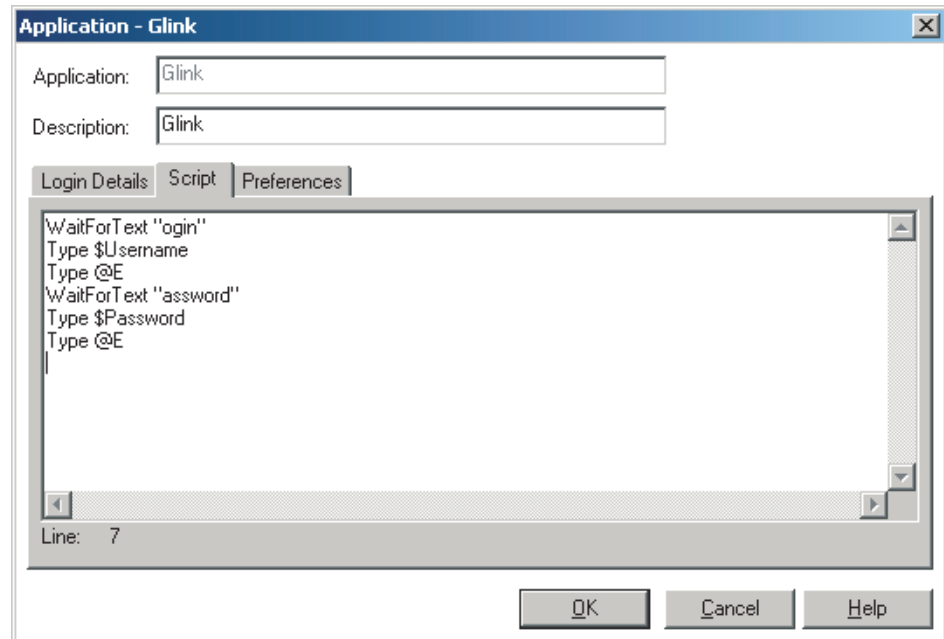 Application - Glink
Application: Glink
Description: Glink
Login Details Script Preferences
WaitForText "ogin"
Type $Username
Type @E
WaitForText "assword"
Type $Password
Type @E
Line: 7
OK Cancel Help